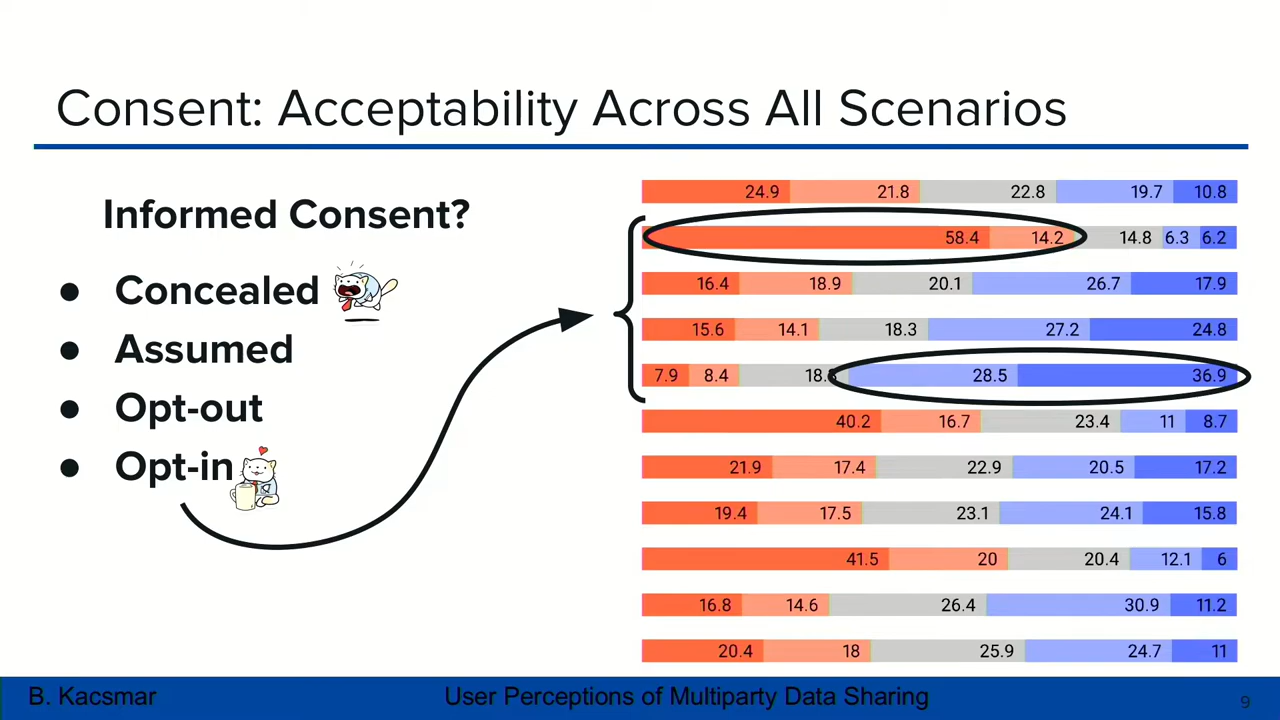 Consent: Acceptability Across All Scenarios
Informed Consent?
● Concealed
● Assumed
● Opt-out
● Opt-in
24.9 21.8 22.8 19.7 10.8
58.4 14.2 14.8 6.3 6.2
16.4 18.9 20.1 26.7 17.9
15.6 14.1 18.3 27.2 24.8
7.9 8.4 28.5 36.9
40.2 16.7 23.4 11 8.7
21.9 17.4 22.9 20.5 17.2
19.4 17.5 23.1 24.1 15.8
41.5 20 20.4 12.1 6
16.8 14.6 26.4 30.9 11.2
20.4 18 25.9 24.7 11
B. Kacsmar
User Perceptions of Multiparty Data Sharing
9